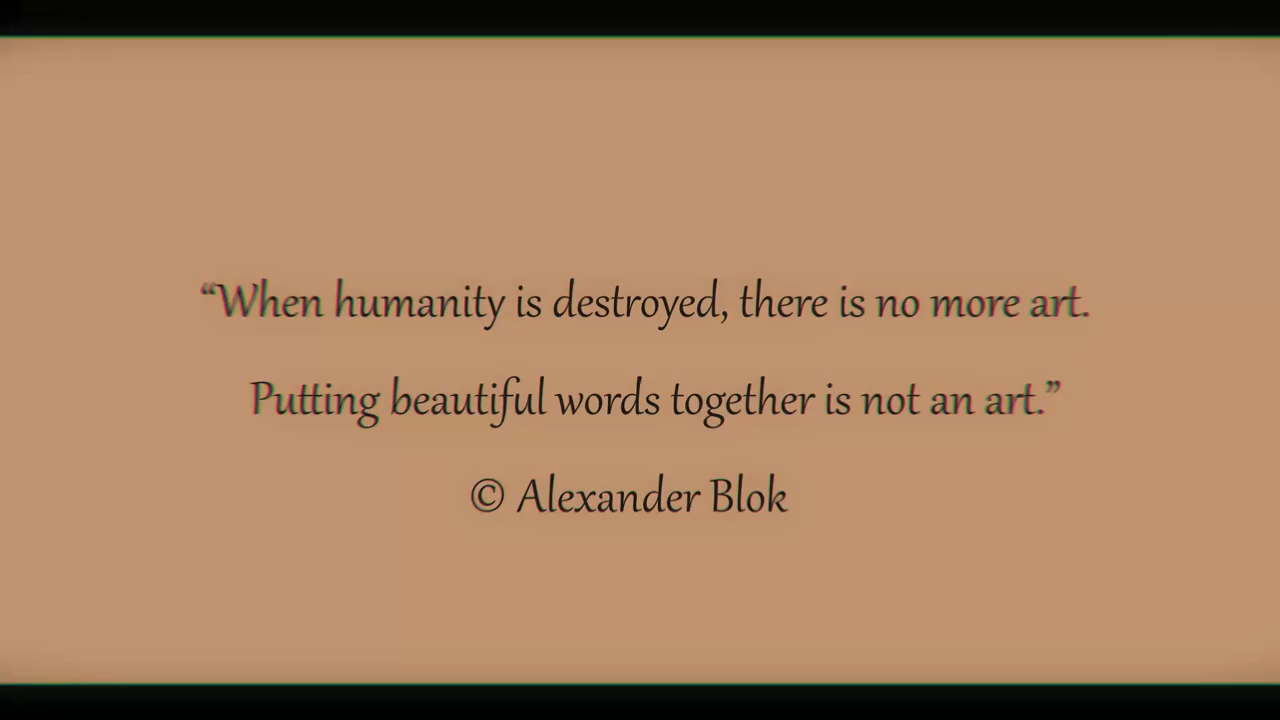 “When humanity is destroyed, there is no more art.
Putting beautiful words together is not an art.”
© Alexander Blok